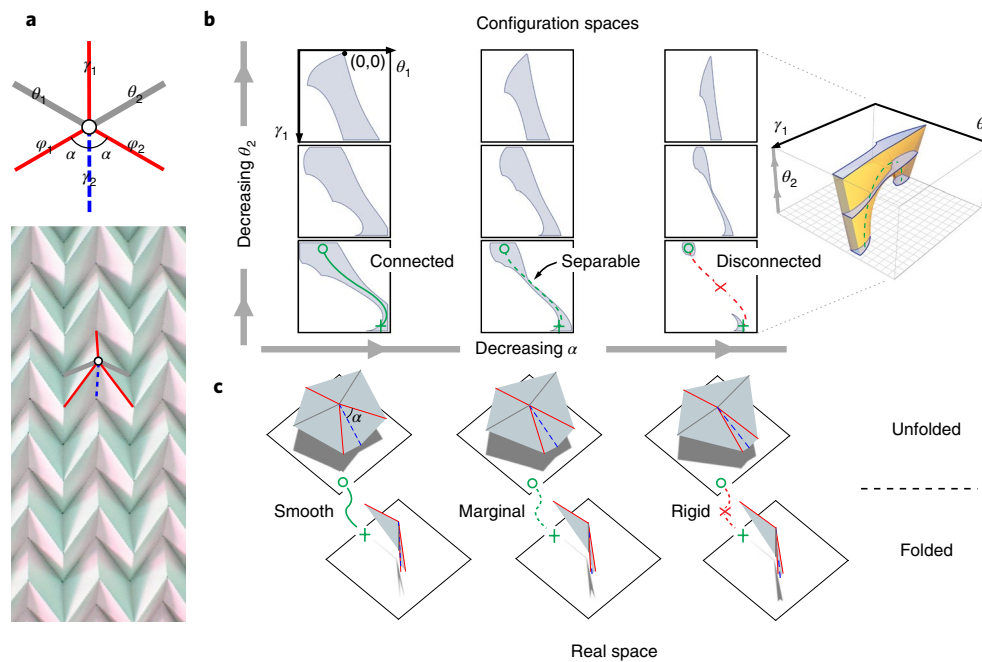 a
γ1
θ1
θ2
φ1
α
α
φ2
γ2
b
Configuration spaces
Decreasing θ2
(0,0)
θ1
γ1
Connected
Separable
Disconnected
γ1
θ
θ2
Decreasing α
c
α
Unfolded
Smooth
Marginal
Rigid
Folded
Real space